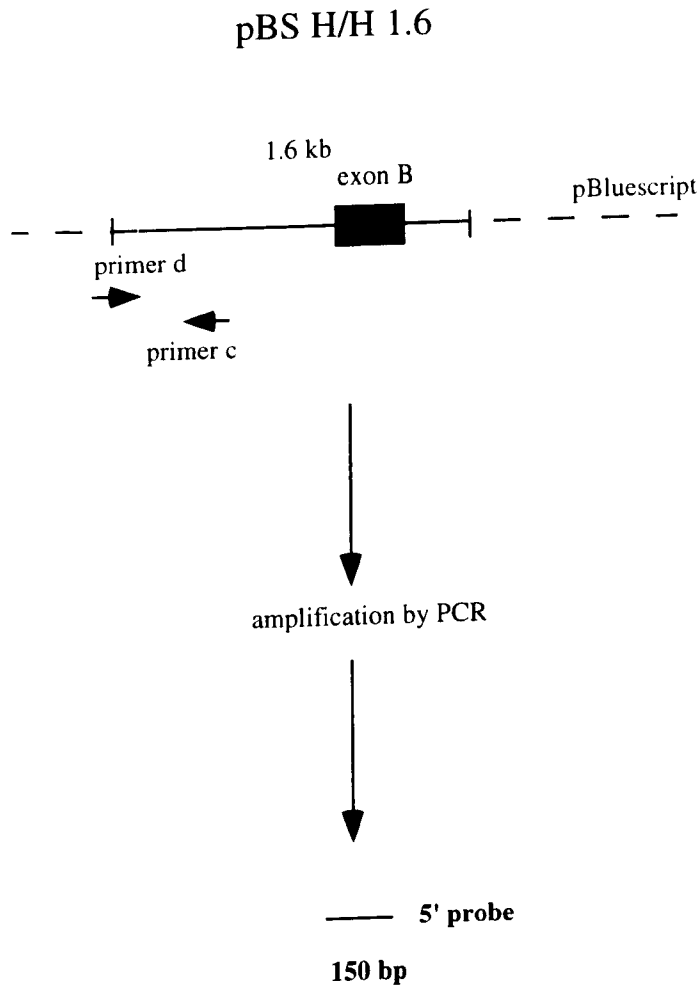 pBS H/H 1.6
1.6 kb
exon B
pBluescript
primer d
primer c
amplification by PCR
5' probe
150 bp